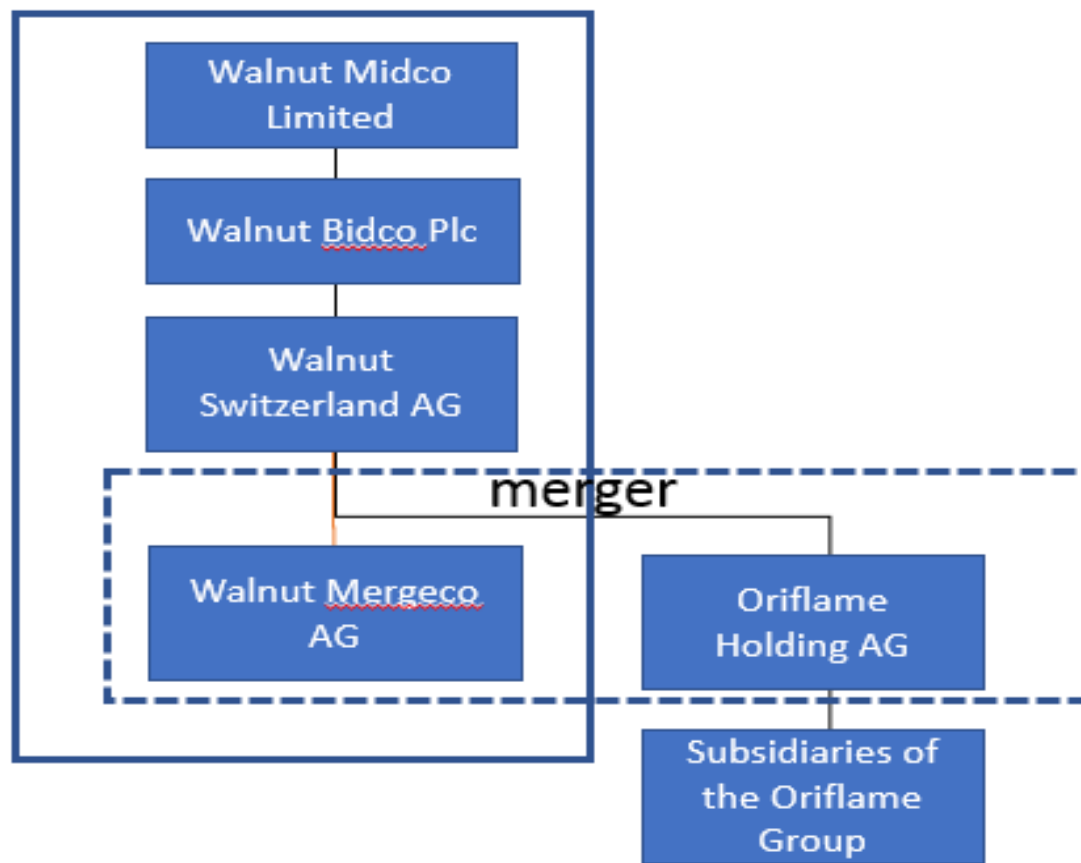 Walnut Midco
Limited
Walnut Bidco Plc
Walnut
Switzerland AG
merger
Walnut Mergeco
AG
Oriflame
Holding AG
Subsidiaries of
the Oriflame
Group